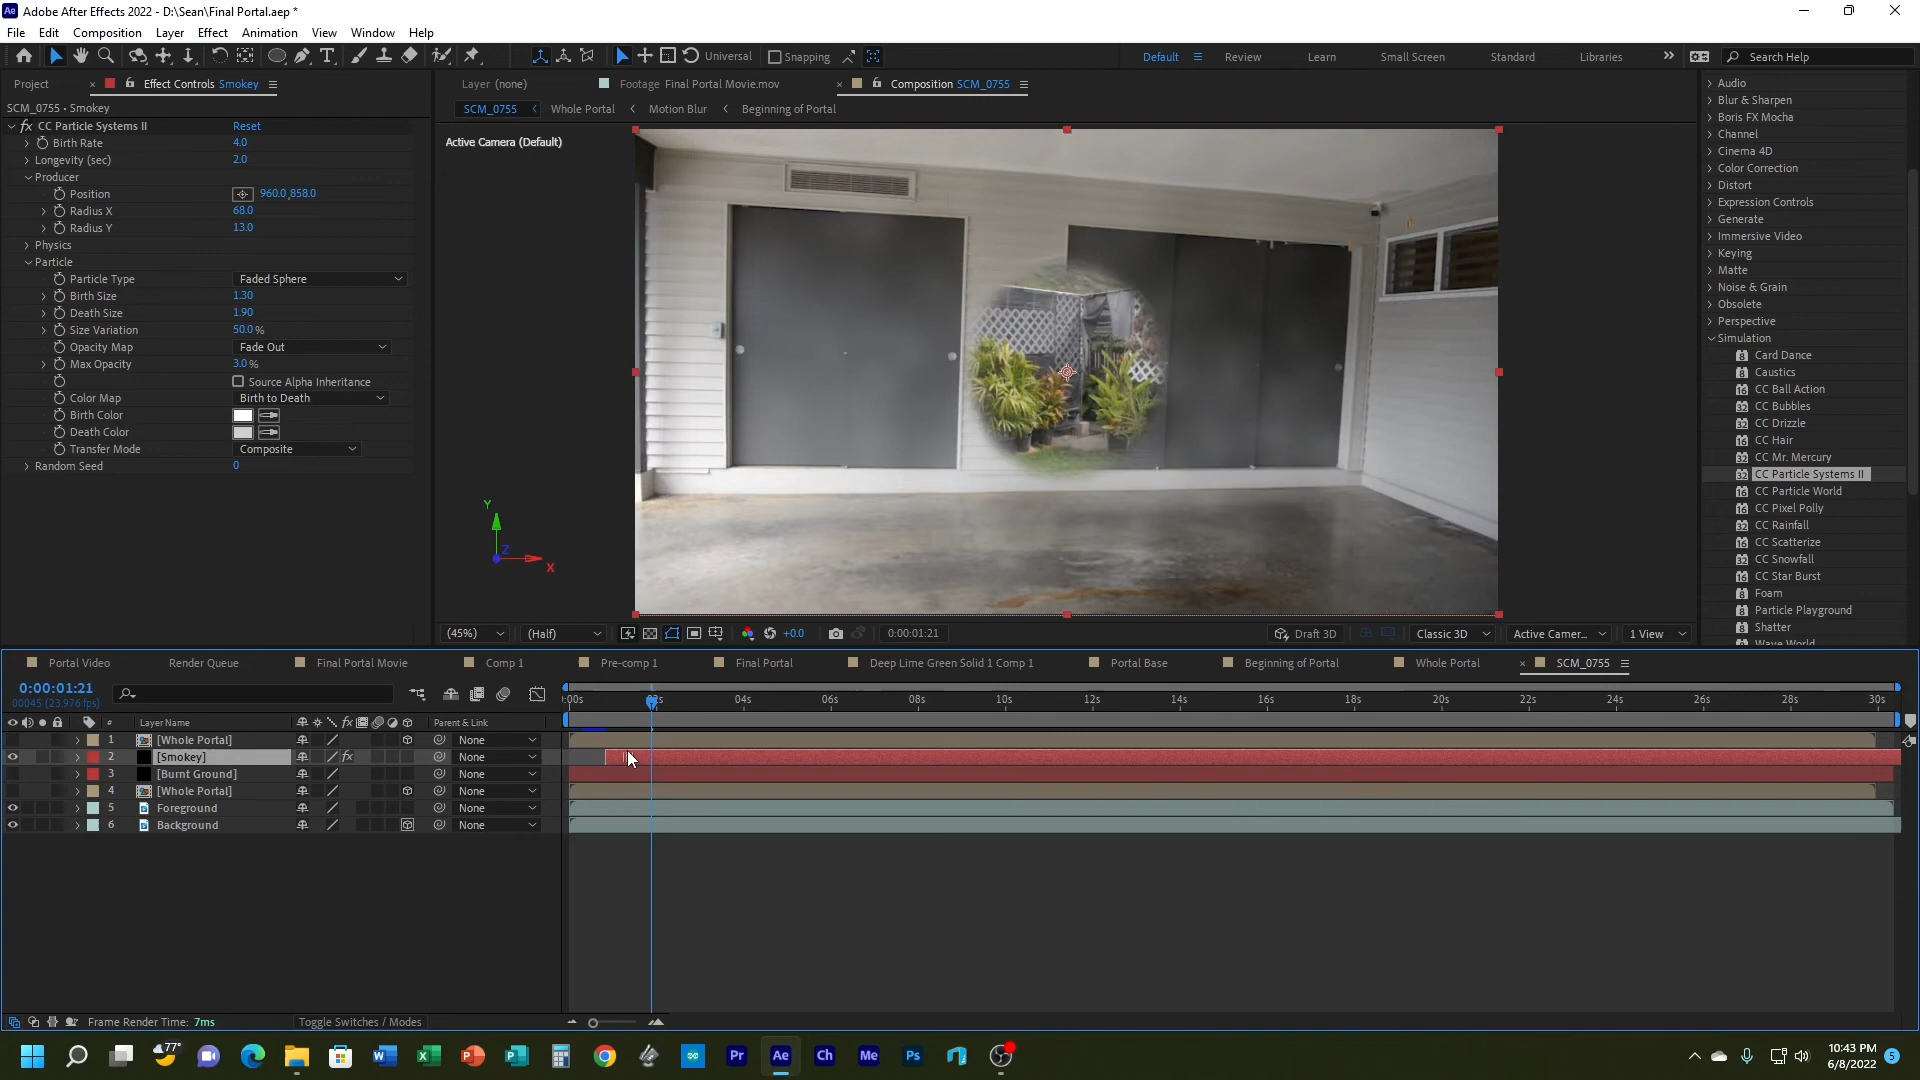 Adobe After Effects 2022 - D:\Sean\Final Portal.aep *
File Edit Composition Layer Effect Animation View Window Help
Universal Snapping Default Review Learn Small Screen Standard Libraries Search Help
Project Effect Controls Smokey
SCM_0755 • Smokey
CC Particle Systems II Reset
Birth Rate 4.0
Longevity (sec) 2.0
Producer
Position 960.0,858.0
Radius X 68.0
Radius Y 13.0
Physics
Particle
Particle Type Faded Sphere
Birth Size 1.30
Death Size 1.90
Size Variation 50.0%
Opacity Map Fade Out
Max Opacity 3.0%
Source Alpha Inheritance
Color Map Birth to Death
Birth Color
Death Color
Transfer Mode Composite
Random Seed 0
Layer (none) Footage Final Portal Movie.mov Composition SCM_0755
SCM_0755 Whole Portal Motion Blur Beginning of Portal
Active Camera (Default)
Y
Z
X
(45%) (Half) +0.0 0:00:01:21 Draft 3D Classic 3D Active Camer... 1 View
Audio
Blur & Sharpen
Boris FX Mocha
Channel
Cinema 4D
Color Correction
Distort
Expression Controls
Generate
Immersive Video
Keying
Matte
Noise & Grain
Obsolete
Perspective
Simulation
Card Dance
Caustics
CC Ball Action
CC Bubbles
CC Drizzle
CC Hair
CC Mr. Mercury
CC Particle Systems II
CC Particle World
CC Pixel Polly
CC Rainfall
CC Scatterize
CC Snowfall
CC Star Burst
Foam
Particle Playground
Shatter
Wave World
Portal Video Render Queue Final Portal Movie Comp 1 Pre-comp 1 Final Portal Deep Lime Green Solid 1 Comp 1 Portal Base Beginning of Portal Whole Portal SCM_0755
0:00:01:21
00045 (23.976 fps)
:00s 04s 06s 08s 10s 12s 14s 16s 18s 20s 22s 24s 26s 28s 30s
# Layer Name Parent & Link
1 [Whole Portal] None
2 [Smokey] None
3 [Burnt Ground] None
4 [Whole Portal] None
5 Foreground None
6 Background None
Frame Render Time: 7ms Toggle Switches / Modes
77°
Pr Ae Ch Me Ps
10:43 PM
6/8/2022
5